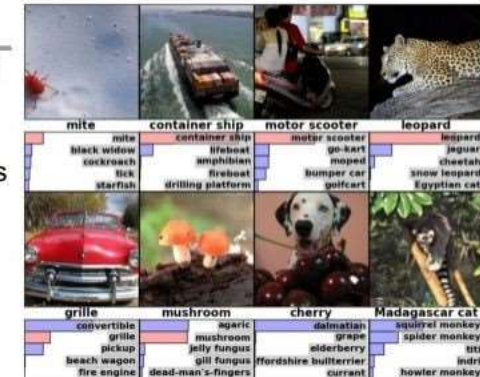 s
mite container ship motor scooter leopard
mite container ship motor scooter leopard
black widow lifeboat go-kart jaguar
cockroach amphibian moped cheetah
tick fireboat bumper car snow leopard
starfish drilling platform golfcart Egyptian cat
grille mushroom cherry Madagascar cat
convertible agaric dalmatian squirrel monkey
grille mushroom grape spider monkey
pickup jelly fungus elderberry titi
beach wagon gill fungus ffordshire bullterrier indri
fire engine dead-man's-fingers currant howler monkey